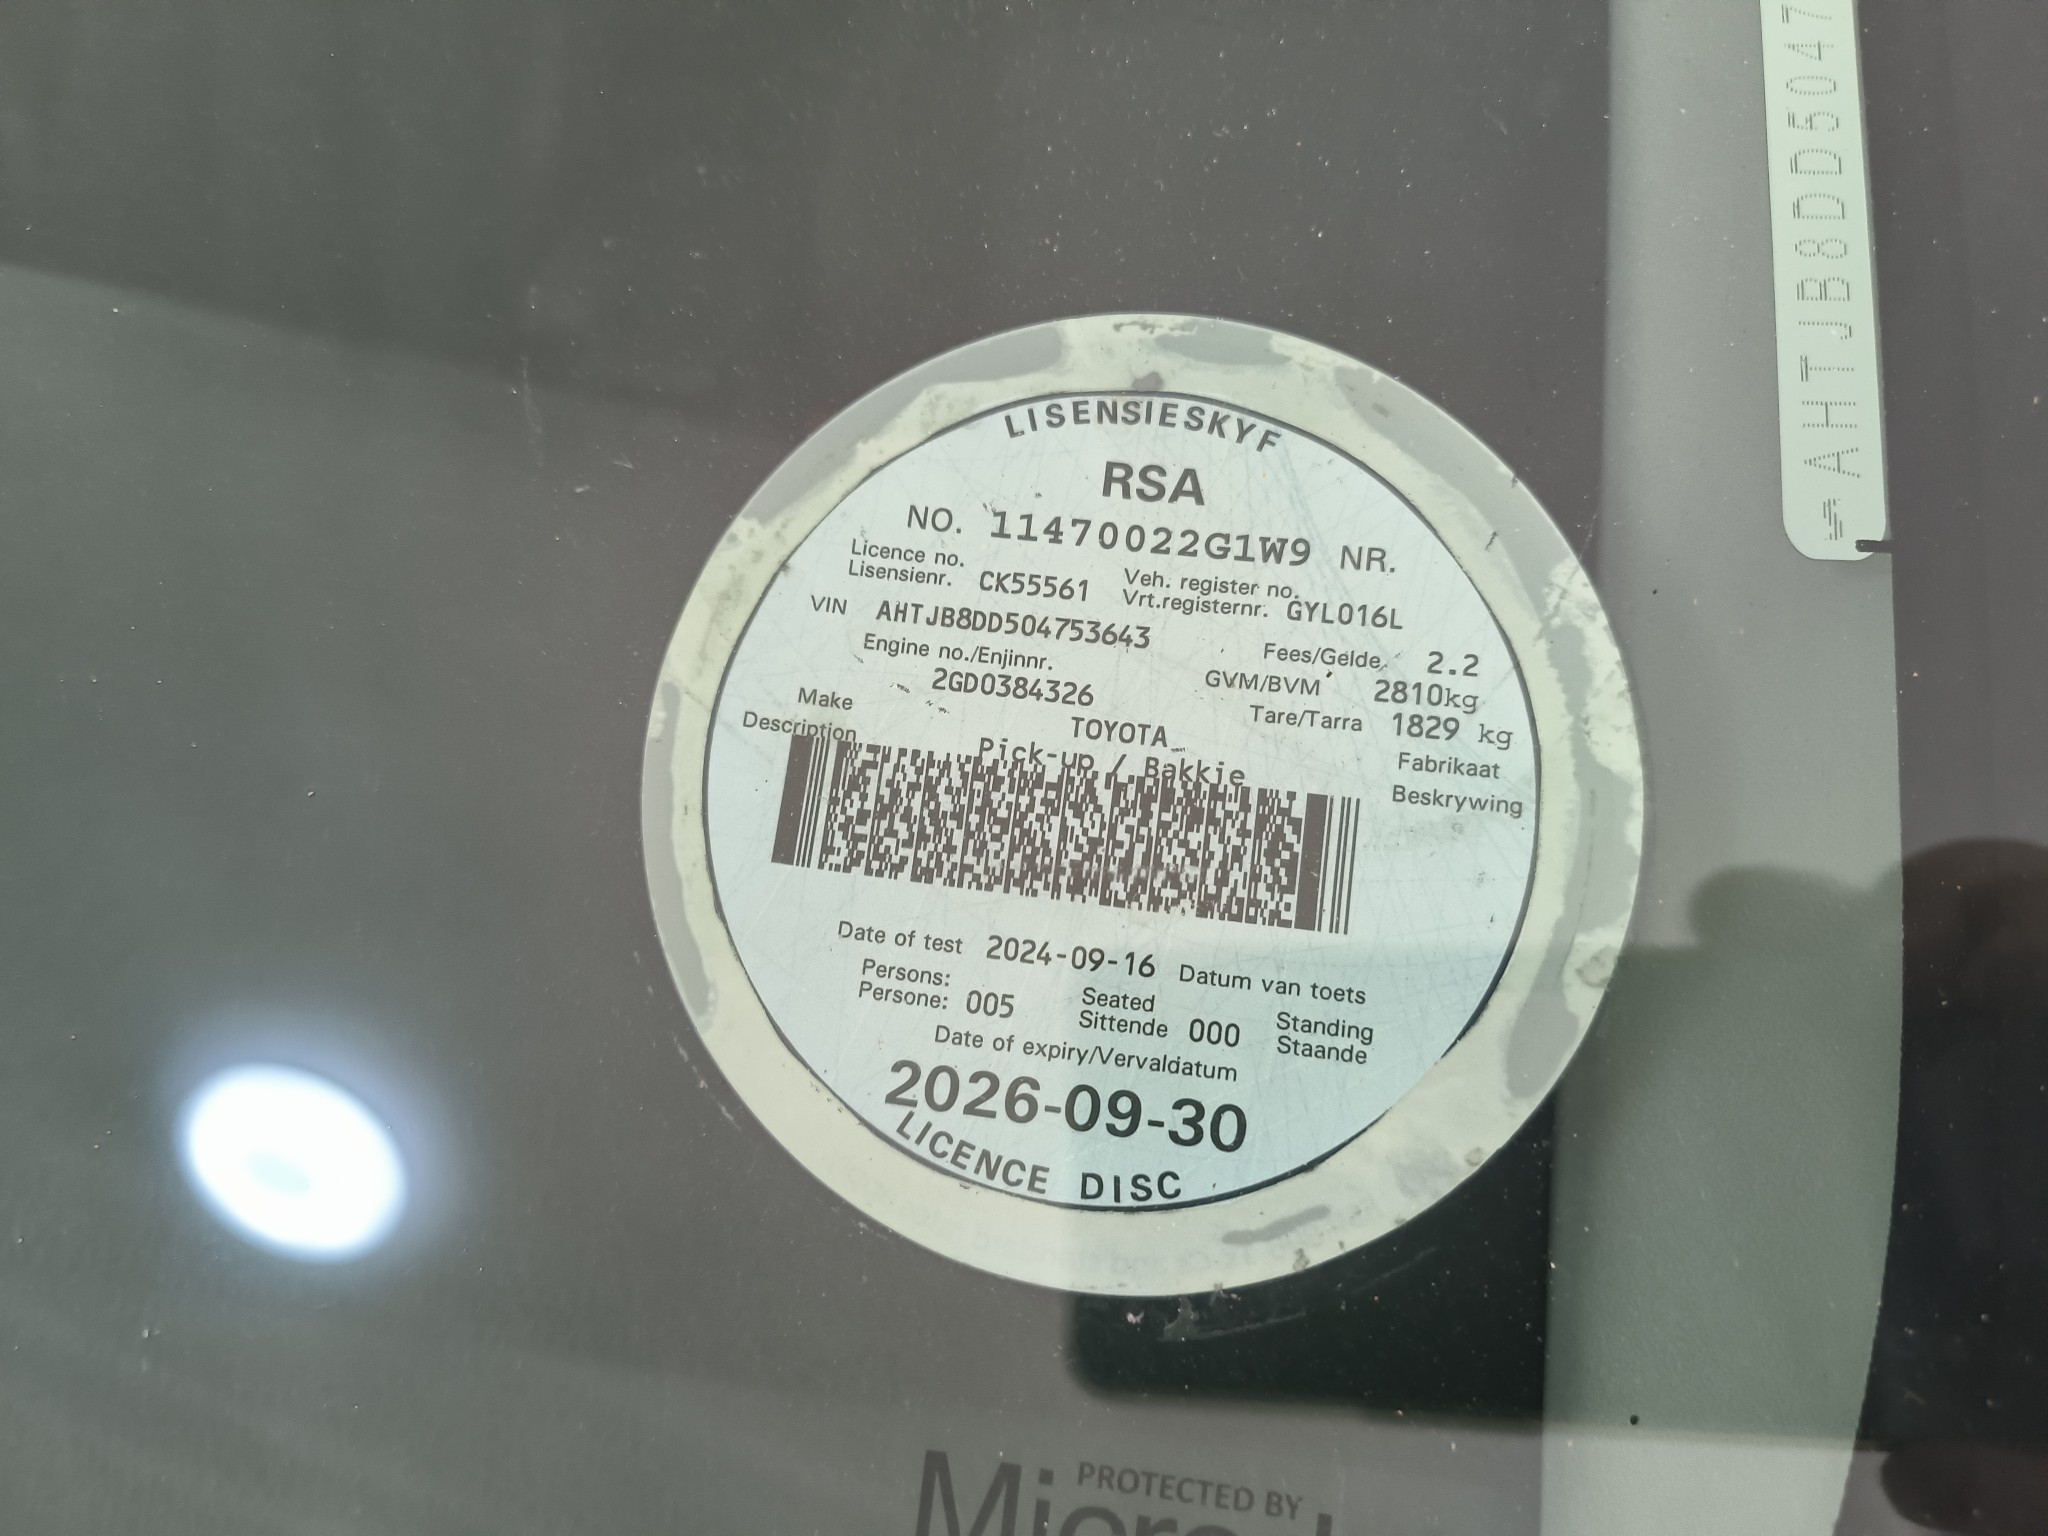 LISENSIESKYF
RSA
NO. 11470022G1W9 NR.
Licence no.
Lisensienr. CK55561
Veh. register no.
Vrt.registernr. GYL016L
VIN AHTJB8DD504753643
Fees/Gelde 2.2
Engine no./Enjinnr.
2GD0384326
GVM/BVM 2810kg
Tare/Tarra 1829 kg
Make TOYOTA Fabrikaat
Description Pick-up / Bakkie Beskrywing
Date of test 2024-09-16 Datum van toets
Persons:
Persone: 005
Seated
Sittende 000
Standing
Staande
Date of expiry/Vervaldatum
2026-09-30
LICENCE DISC
AHTJB8DD5047
PROTECTED BY